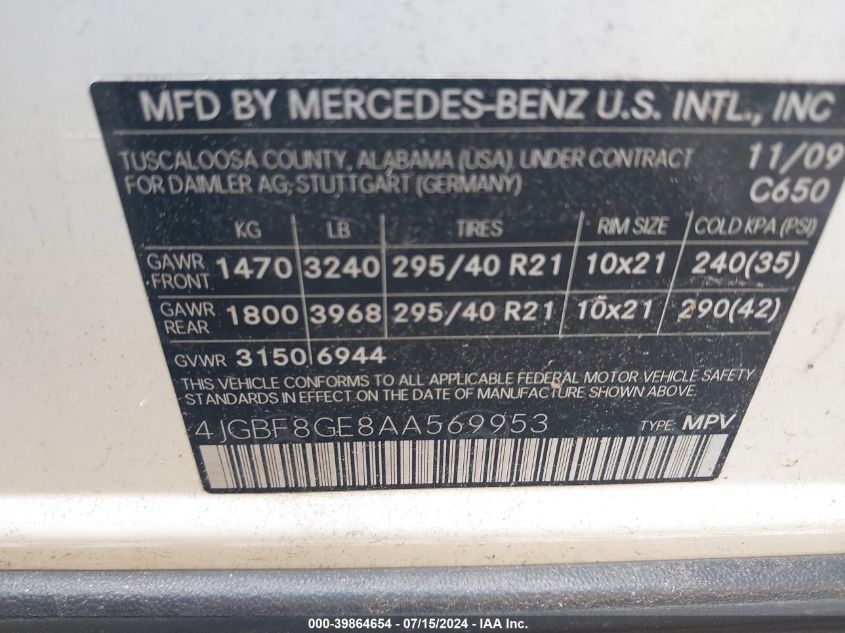 MFD BY MERCEDES-BENZ U.S. INTL., INC
TUSCALOOSA COUNTY, ALABAMA (USA) UNDER CONTRACT 11/09
FOR DAIMLER AG; STUTTGART (GERMANY) C650
KG LB TIRES RIM SIZE COLD KPA (PSI)
GAWR FRONT 1470 3240 295/40 R21 10x21 240(35)
GAWR REAR 1800 3968 295/40 R21 10x21 290(42)
GVWR 3150 6944
THIS VEHICLE CONFORMS TO ALL APPLICABLE FEDERAL MOTOR VEHICLE SAFETY
STANDARDS IN EFFECT ON THE DATE OF MANUFACTURE SHOWN ABOVE.
4JGBF8GE8AA569953 TYPE: MPV
000-39864654 - 07/15/2024 - IAA Inc.